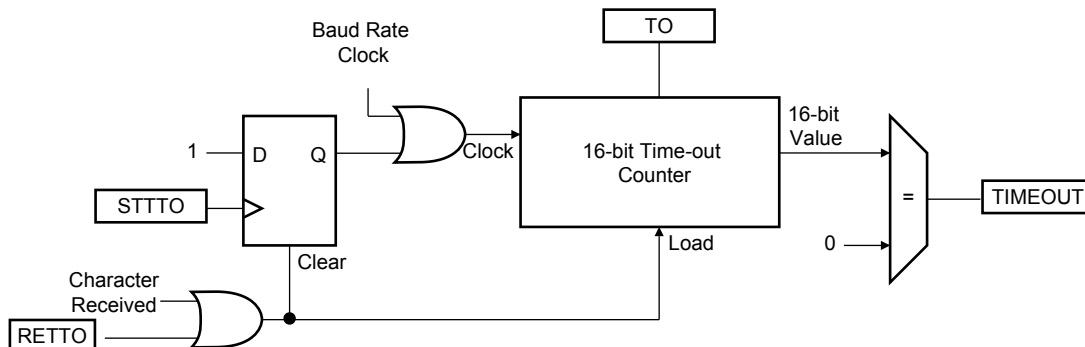 Baud Rate
Clock
TO
1
D
Q
Clock
16-bit Time-out
Counter
16-bit
Value
=
TIMEOUT
STTTO
Clear
Load
0
Character
Received
RETTO